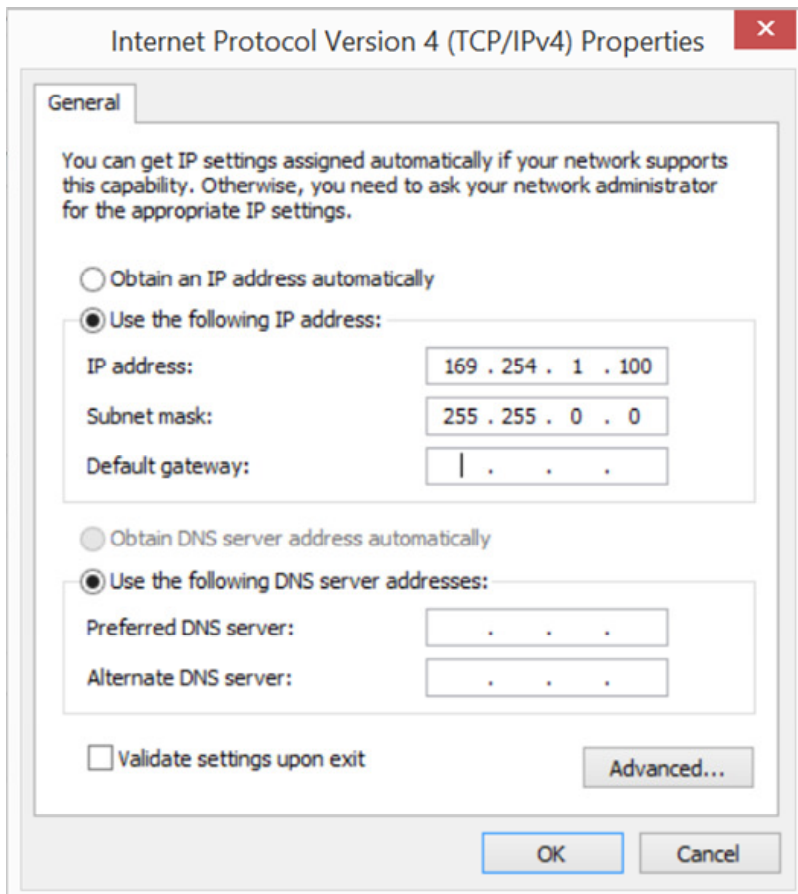 Internet Protocol Version 4 (TCP/IPv4) Properties
General
You can get IP settings assigned automatically if your network supports
this capability. Otherwise, you need to ask your network administrator
for the appropriate IP settings.
Obtain an IP address automatically
Use the following IP address:
IP address: 169 . 254 . 1 . 100
Subnet mask: 255 . 255 . 0 . 0
Default gateway: . . .
Obtain DNS server address automatically
Use the following DNS server addresses:
Preferred DNS server: . . .
Alternate DNS server: . . .
Validate settings upon exit
Advanced...
OK Cancel